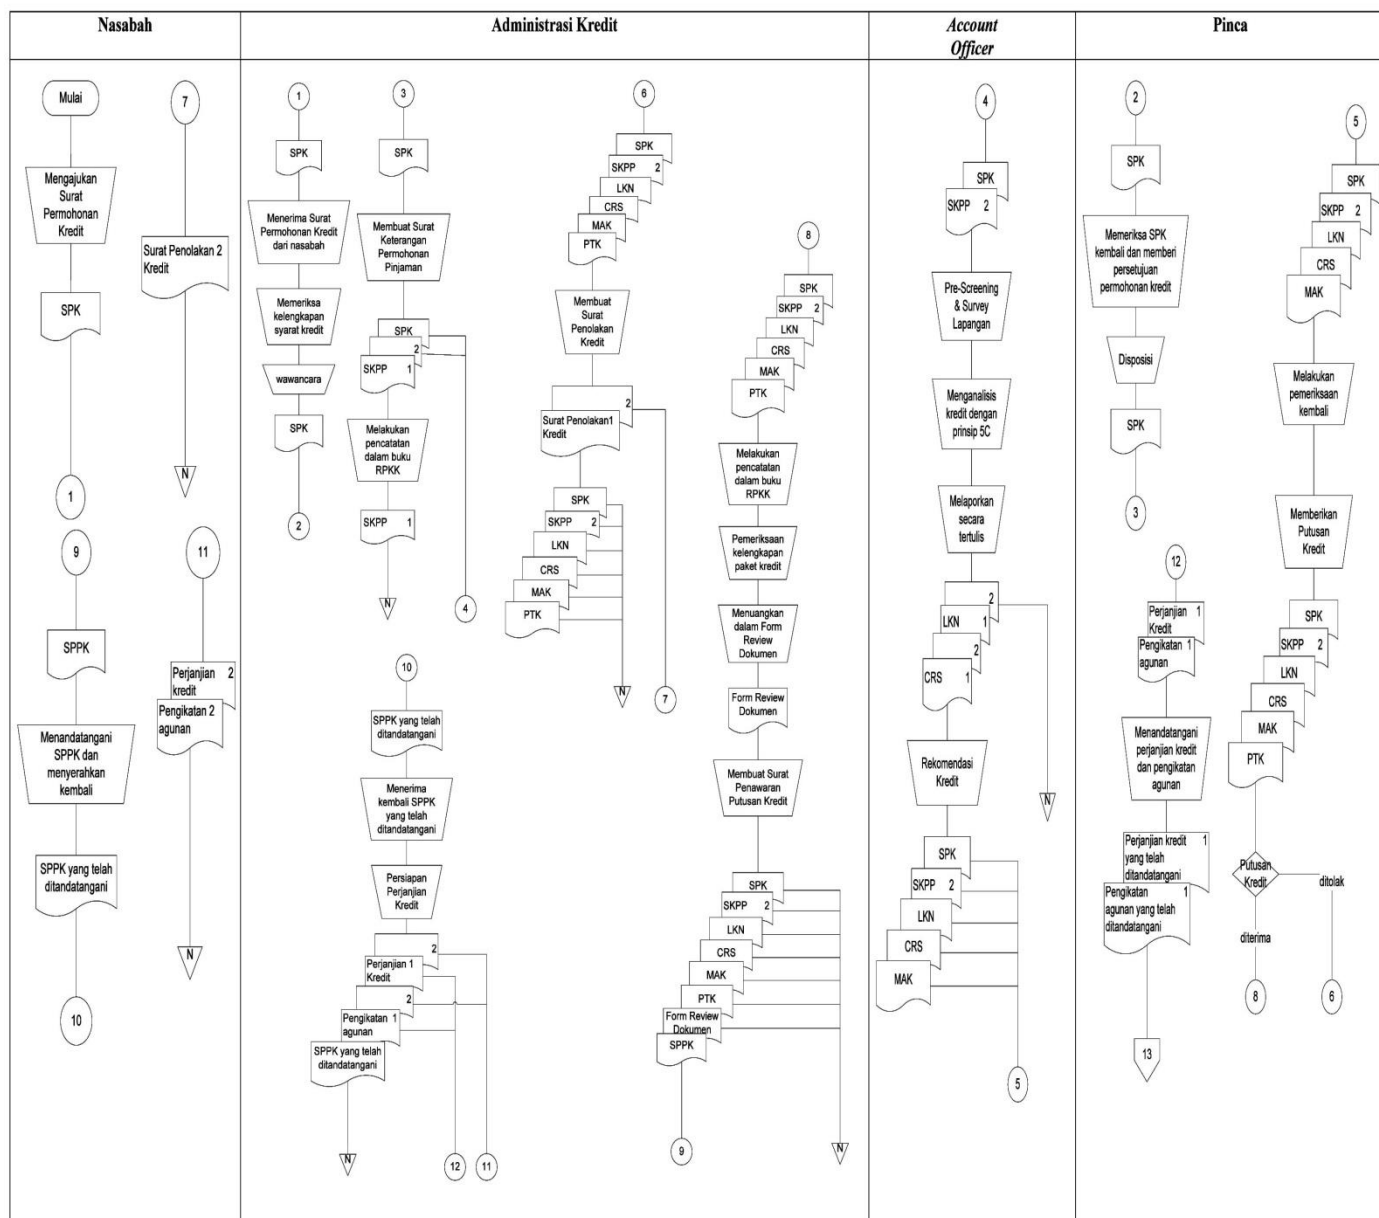 Nasabah
Administrasi Kredit
Account
Officer
Pinca
Mulai
Mengajukan
Surat
Permohonan
Kredit
SPK
1
7
Surat Penolakan 2
Kredit
N
9
SPPK
Menandatangani
SPPK dan
menyerahkan
kembali
SPPK yang telah
ditandatangani
10
11
Perjanjian 2
kredit
Pengikatan 2
agunan
N
1
SPK
Menerima Surat
Permohonan Kredit
dari nasabah
Memeriksa
kelengkapan
syarat kredit
wawancara
SPK
2
3
SPK
Membuat Surat
Keterangan
Permohonan
Pinjaman
SPK
2
SKPP 1
Melakukan
pencatatan
dalam buku
RPKK
SKPP 1
N
4
6
SPK
SKPP 2
LKN
CRS
MAK
PTK
Membuat
Surat
Penolakan
Kredit
2
Surat Penolakan1
Kredit
SPK
SKPP 2
LKN
CRS
MAK
PTK
N
7
8
SPK
SKPP 2
LKN
CRS
MAK
PTK
Melakukan
pencatatan
dalam buku
RPKK
Pemeriksaan
kelengkapan
paket kredit
Menuangkan
dalam Form
Review
Dokumen
Form Review
Dokumen
Membuat Surat
Penawaran
Putusan Kredit
SPK
SKPP 2
LKN
CRS
MAK
PTK
Form Review
Dokumen
SPPK
9
N
10
SPPK yang telah
ditandatangani
Menerima
kembali SPPK
yang telah
ditandatangani
Persiapan
Perjanjian
Kredit
2
Perjanjian 1
Kredit
2
Pengikatan 1
agunan
SPPK yang telah
ditandatangani
N
12
11
4
SPK
SKPP 2
Pre-Screening
& Survey
Lapangan
Menganalisis
kredit dengan
prinsip 5C
Melaporkan
secara
tertulis
2
LKN 1
2
CRS 1
N
Rekomendasi
Kredit
SPK
SKPP 2
LKN
CRS
MAK
5
2
SPK
Memeriksa SPK
kembali dan memberi
persetujuan
permohonan kredit
Disposisi
SPK
3
12
Perjanjian 1
Kredit
Pengikatan 1
agunan
Menandatangani
perjanjian kredit
dan pengikatan
agunan
Perjanjian kredit 1
yang telah
ditandatangani
Pengikatan 1
agunan yang telah
ditandatangani
13
5
SPK
SKPP 2
LKN
CRS
MAK
Melakukan
pemeriksaan
kembali
Memberikan
Putusan
Kredit
SPK
SKPP 2
LKN
CRS
MAK
PTK
Putusan
Kredit
ditolak
diterima
8
6